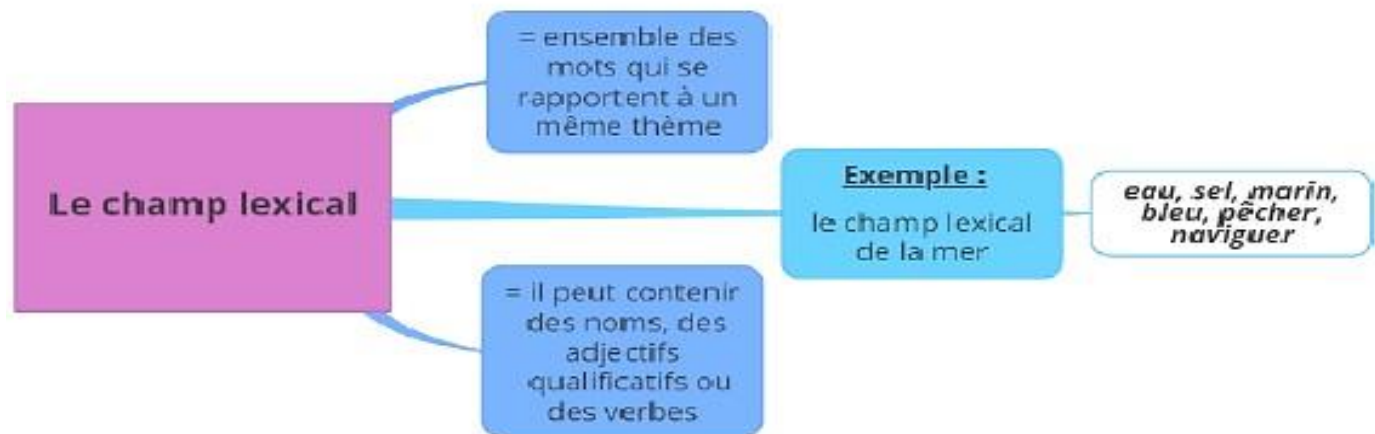 Le champ lexical
= ensemble des
mots qui se
rapportent à un
même thème
Exemple :
le champ lexical
de la mer
eau, sel, marin,
bleu, pêcher,
naviguer
= il peut contenir
des noms, des
adjectifs
qualificatifs ou
des verbes